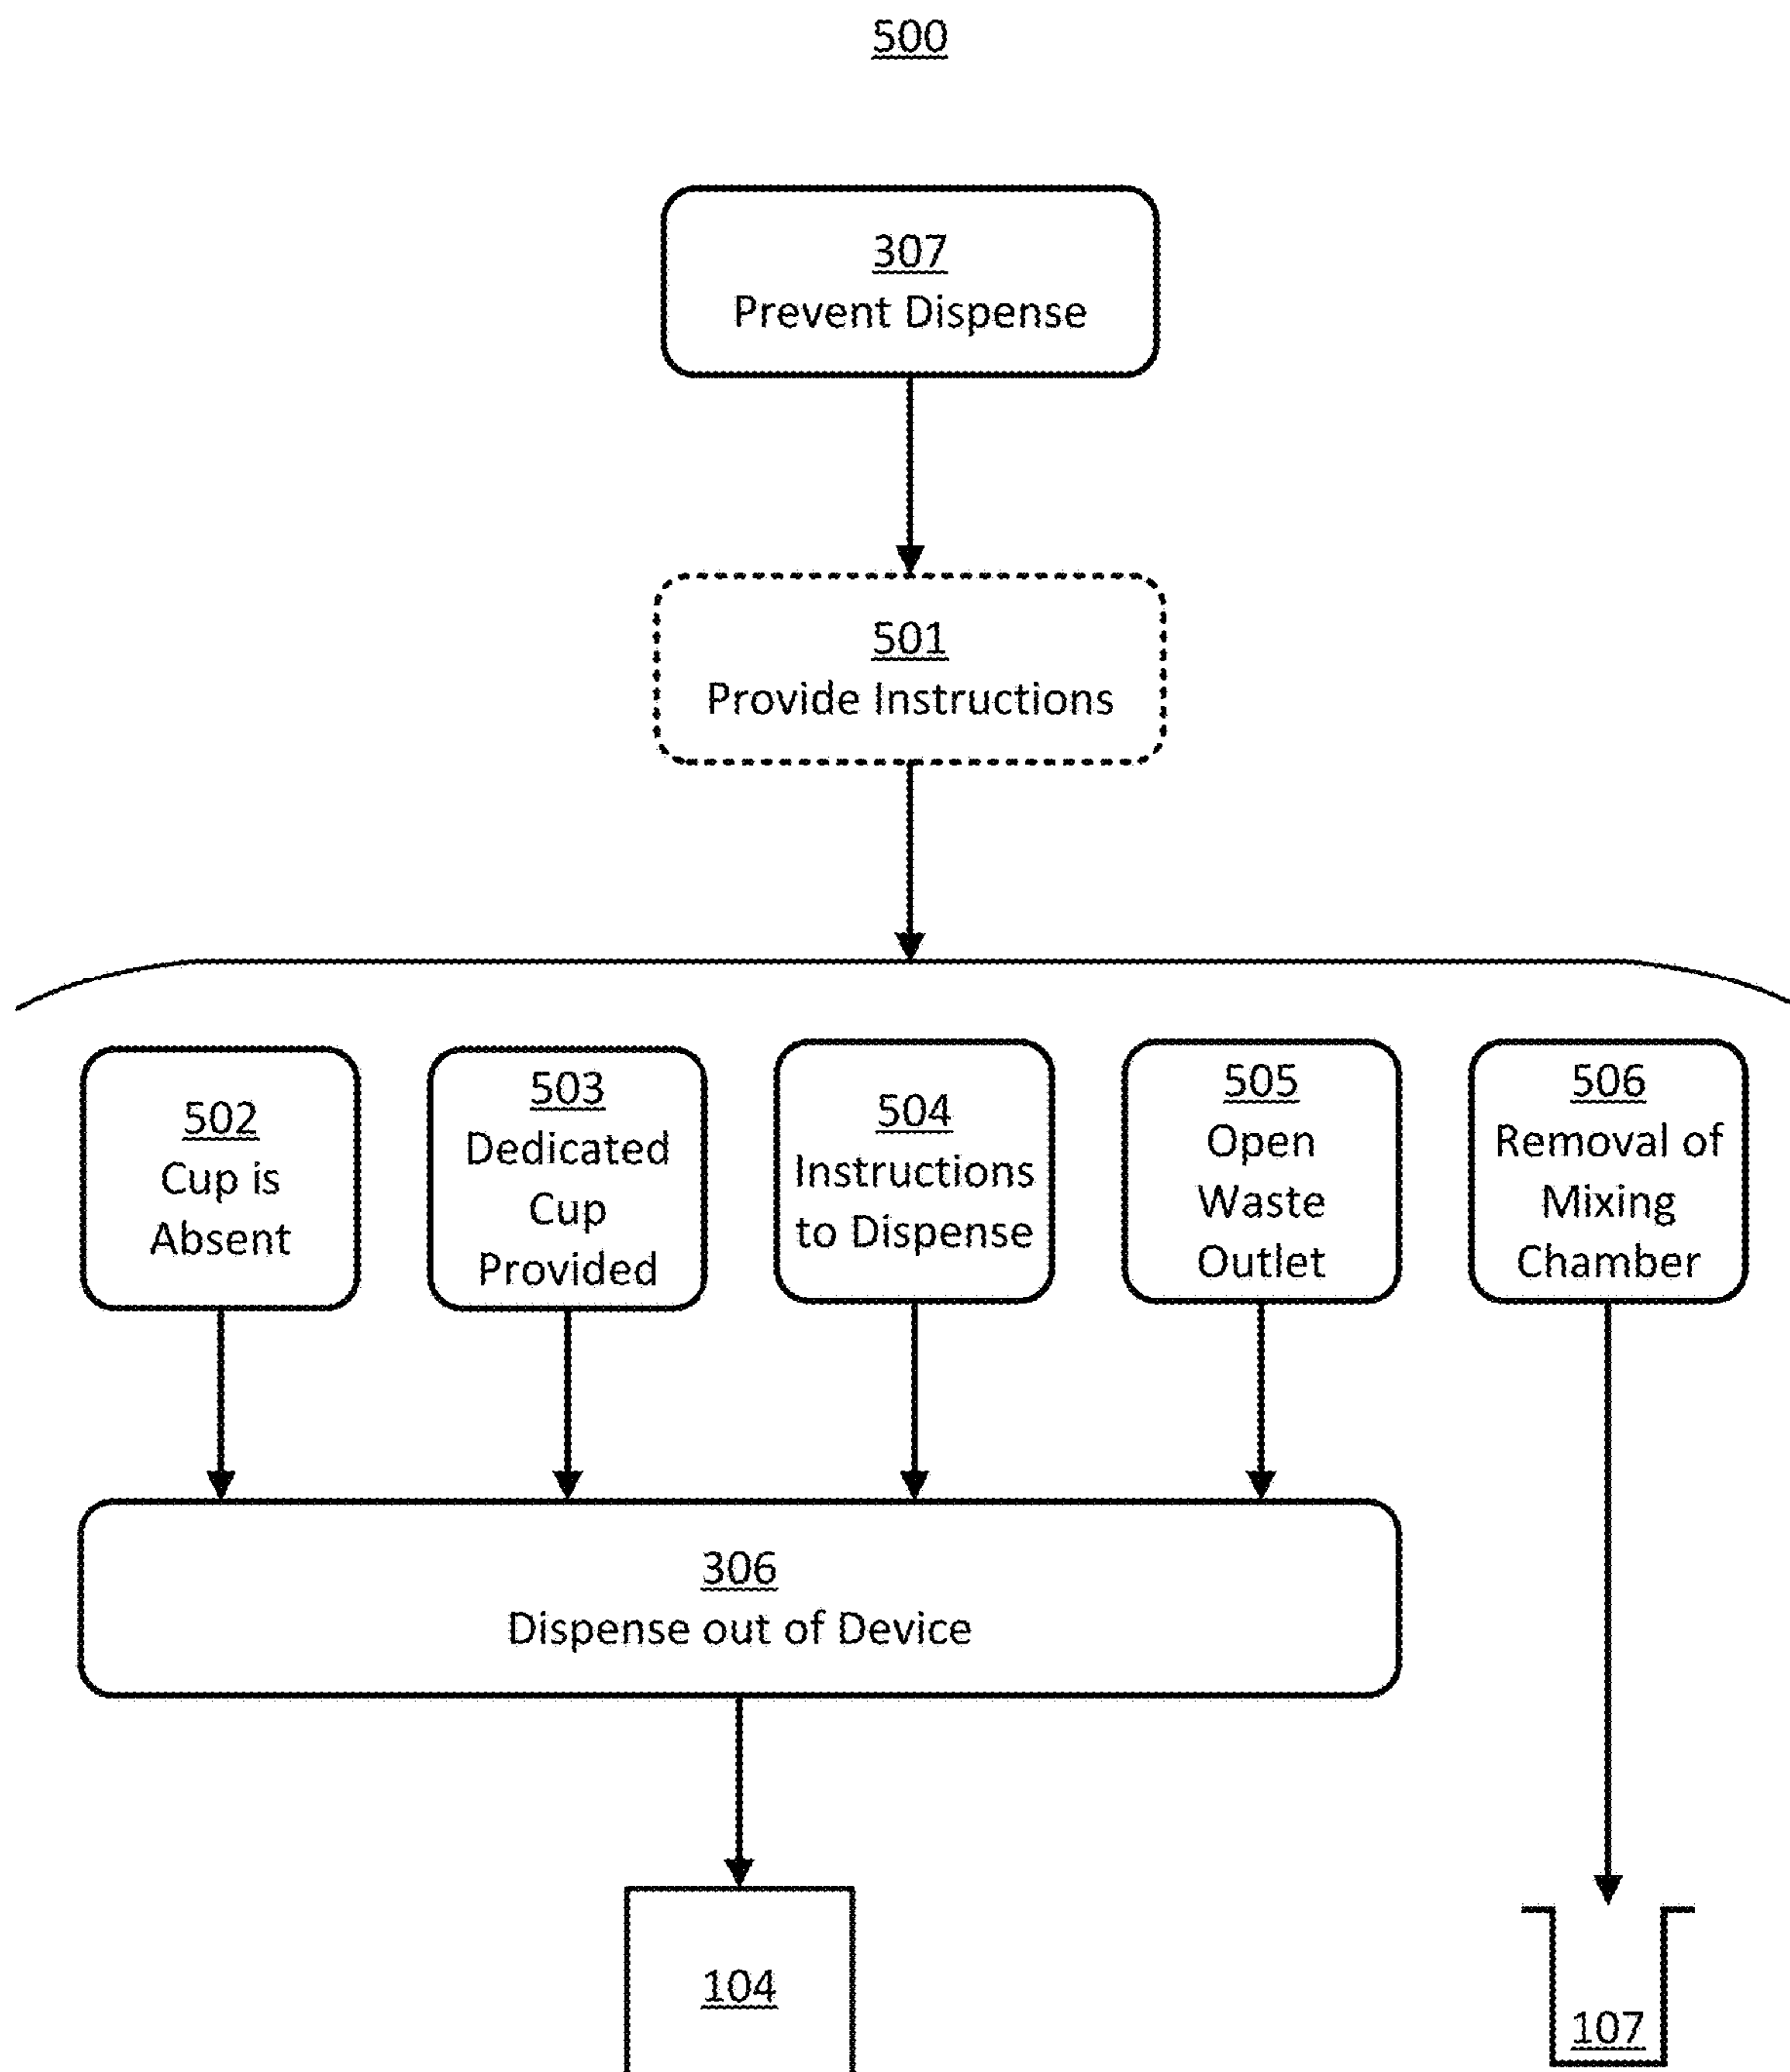 500
307
Prevent Dispense
501
Provide Instructions
502
Cup is
Absent
503
Dedicated
Cup
Provided
504
Instructions
to Dispense
505
Open
Waste
Outlet
506
Removal of
Mixing
Chamber
306
Dispense out of Device
104
107